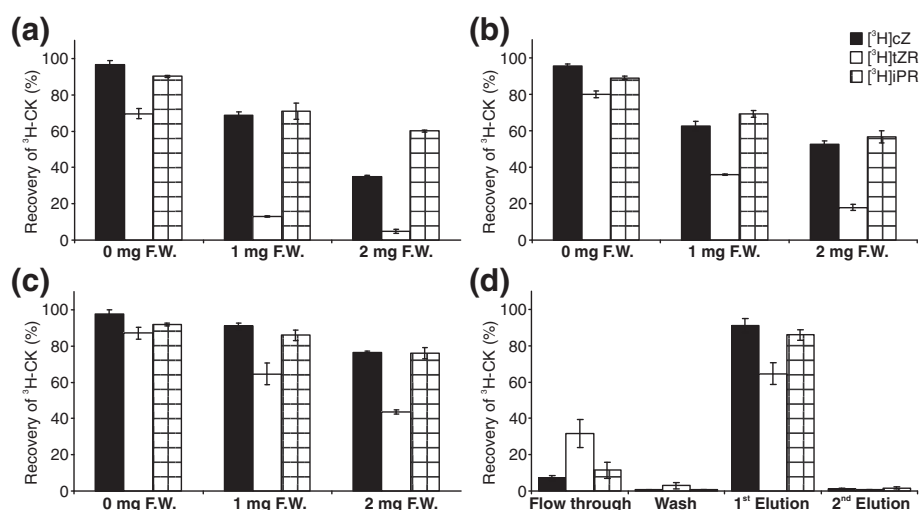 (a)
Recovery of ³H-CK (%)
100
80
60
40
20
0
0 mg F.W. 1 mg F.W. 2 mg F.W.
(b)
[³H]cZ
[³H]tZR
[³H]iPR
Recovery of ³H-CK (%)
100
80
60
40
20
0
0 mg F.W. 1 mg F.W. 2 mg F.W.
(c)
Recovery of ³H-CK (%)
100
80
60
40
20
0
0 mg F.W. 1 mg F.W. 2 mg F.W.
(d)
Recovery of ³H-CK (%)
100
80
60
40
20
0
Flow through Wash 1st Elution 2nd Elution